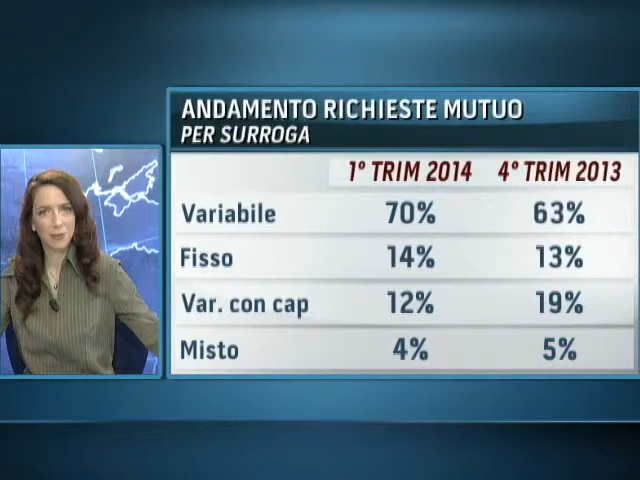 ANDAMENTO RICHIESTE MUTUO
PER SURROGA
1° TRIM 2014 4° TRIM 2013
Variabile 70% 63%
Fisso 14% 13%
Var. con cap 12% 19%
Misto 4% 5%